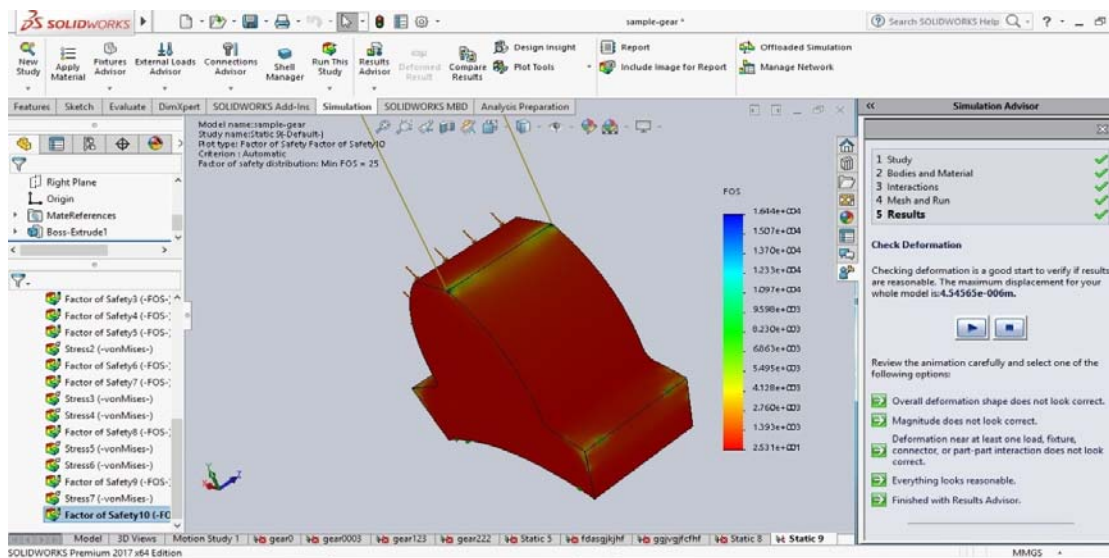 SOLIDWORKS
sample-gear *
Search SOLIDWORKS Help
New Study
Apply Material
Fixtures Advisor
External Loads Advisor
Connections Advisor
Shell Manager
Run This Study
Results Advisor
Deformed Result
Compare Results
Design Insight
Plot Tools
Report
Include Image for Report
Offloaded Simulation
Manage Network
Features Sketch Evaluate DimXpert SOLIDWORKS Add-Ins Simulation SOLIDWORKS MBD Analysis Preparation
Model name:sample-gear
Study name:Static 9(-Default-)
Plot type: Factor of Safety Factor of Safety10
Criterion : Automatic
Factor of safety distribution: Min FOS = 25
Right Plane
Origin
MateReferences
Boss-Extrude1
Factor of Safety3 (-FOS-
Factor of Safety4 (-FOS-
Factor of Safety5 (-FOS-
Stress2 (-vonMises-)
Factor of Safety6 (-FOS-
Factor of Safety7 (-FOS-
Stress3 (-vonMises-)
Stress4 (-vonMises-)
Factor of Safety8 (-FOS-
Stress5 (-vonMises-)
Stress6 (-vonMises-)
Factor of Safety9 (-FOS-
Stress7 (-vonMises-)
Factor of Safety10 (-FO
FOS
1.644e+004
1.507e+004
1.370e+004
1.233e+004
1.097e+004
9.598e+003
8.230e+003
6.863e+003
5.495e+003
4.128e+003
2.760e+003
1.393e+003
2.531e+001
Simulation Advisor
1 Study
2 Bodies and Material
3 Interactions
4 Mesh and Run
5 Results
Check Deformation
Checking deformation is a good start to verify if results
are reasonable. The maximum displacement for your
whole model is:4.54565e-006m.
Review the animation carefully and select one of the
following options:
Overall deformation shape does not look correct.
Magnitude does not look correct.
Deformation near at least one load, fixture,
connector, or part-part interaction does not look
correct.
Everything looks reasonable.
Finished with Results Advisor.
Model 3D Views Motion Study 1 gear0 gear0003 gear123 gear222 Static 5 fdasgjkjhf ggjvgjfcfhf Static 8 Static 9
SOLIDWORKS Premium 2017 x64 Edition
MMGS